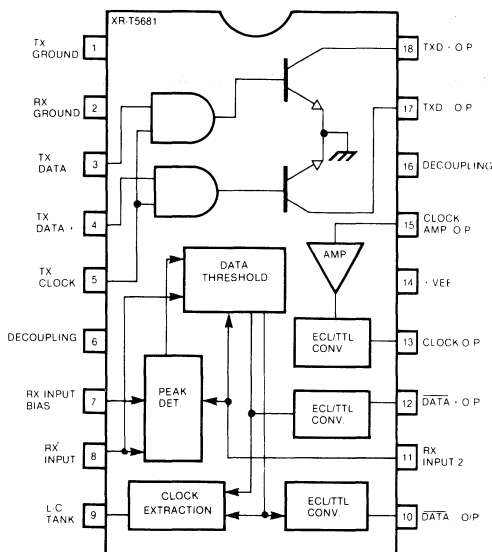 XR-T5681
TX
GROUND
1
RX
GROUND
2
TX
DATA
3
TX
DATA
4
TX
CLOCK
5
DECOUPLING
6
RX INPUT
BIAS
7
RX
INPUT
8
L-C
TANK
9
DATA
THRESHOLD
PEAK
DET.
CLOCK
EXTRACTION
AMP
ECL/TTL
CONV
ECL/TTL
CONV.
ECL/TTL
CONV.
18
TXD - O P
17
TXD O P
16
DECOUPLING
15
CLOCK
AMP O P
14
13
CLOCK O P
12
DATA · O P
11
RX
INPUT 2
10
DATA O/P